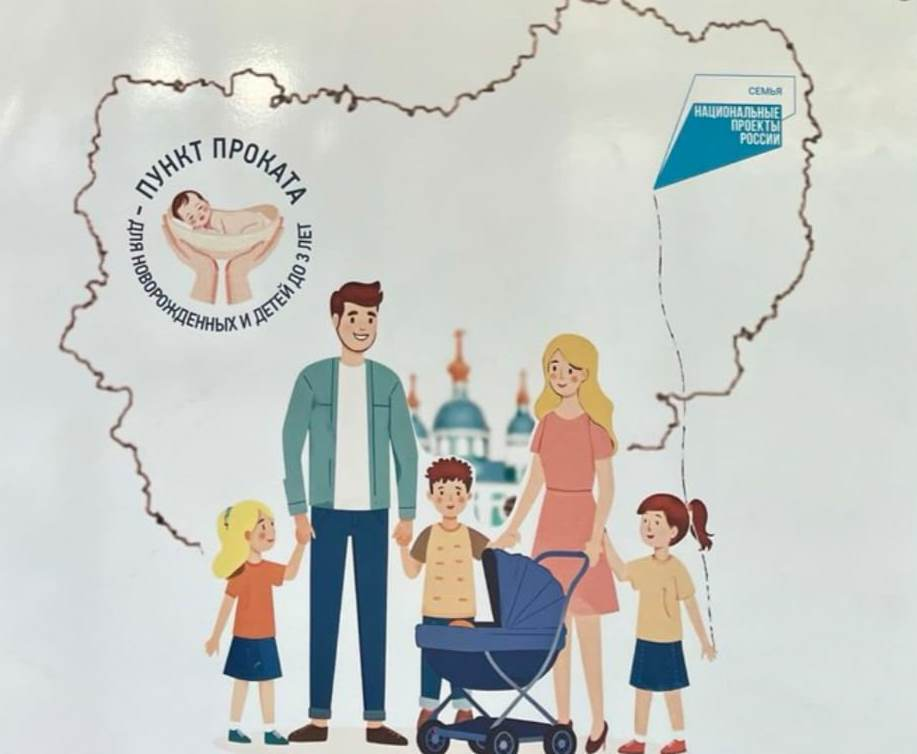 ПУНКТ ПРОКАТА
- ДЛЯ НОВОРОЖДЕННЫХ И ДЕТЕЙ ДО 3 ЛЕТ
СЕМЬЯ
НАЦИОНАЛЬНЫЕ
ПРОЕКТЫ
РОССИИ